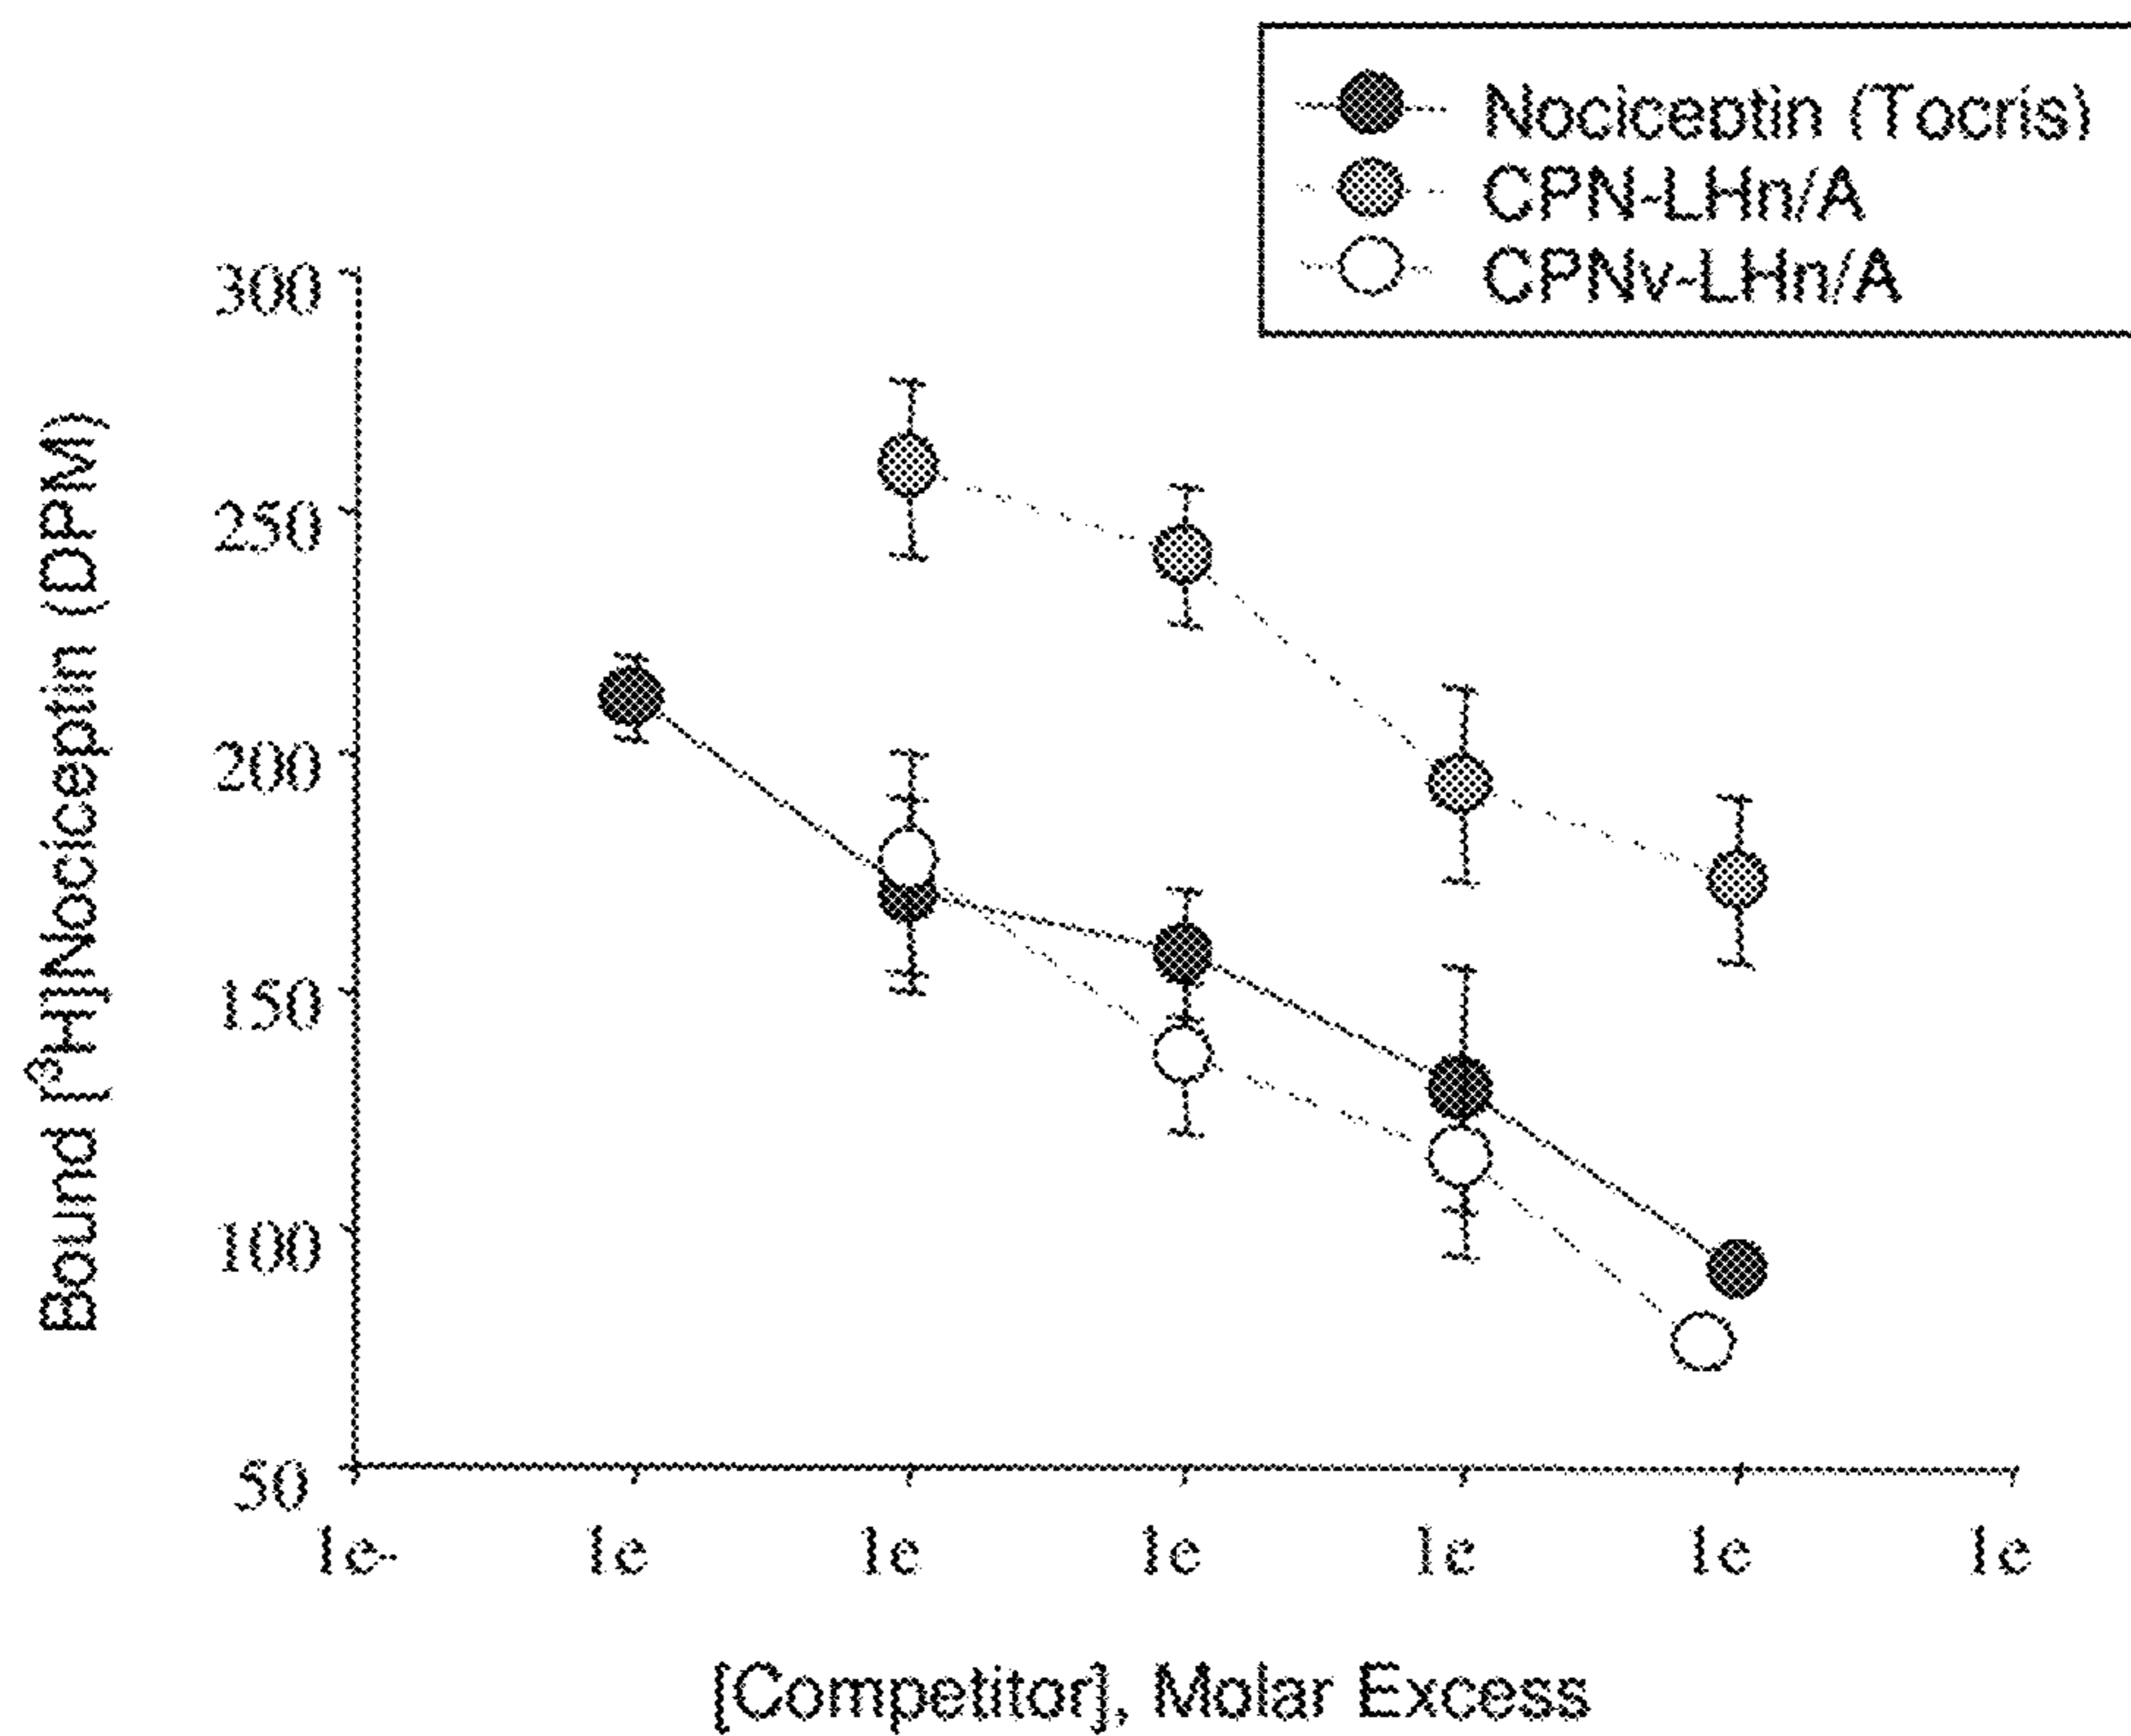 Nociceptin (Tocris)
CPN-LHn/A
CPNv-LHn/A
Bound [³H]Nociceptin (DPM)
300
250
200
150
100
50
1e- 1e 1e 1e 1e 1e 1e
[Competitor], Molar Excess